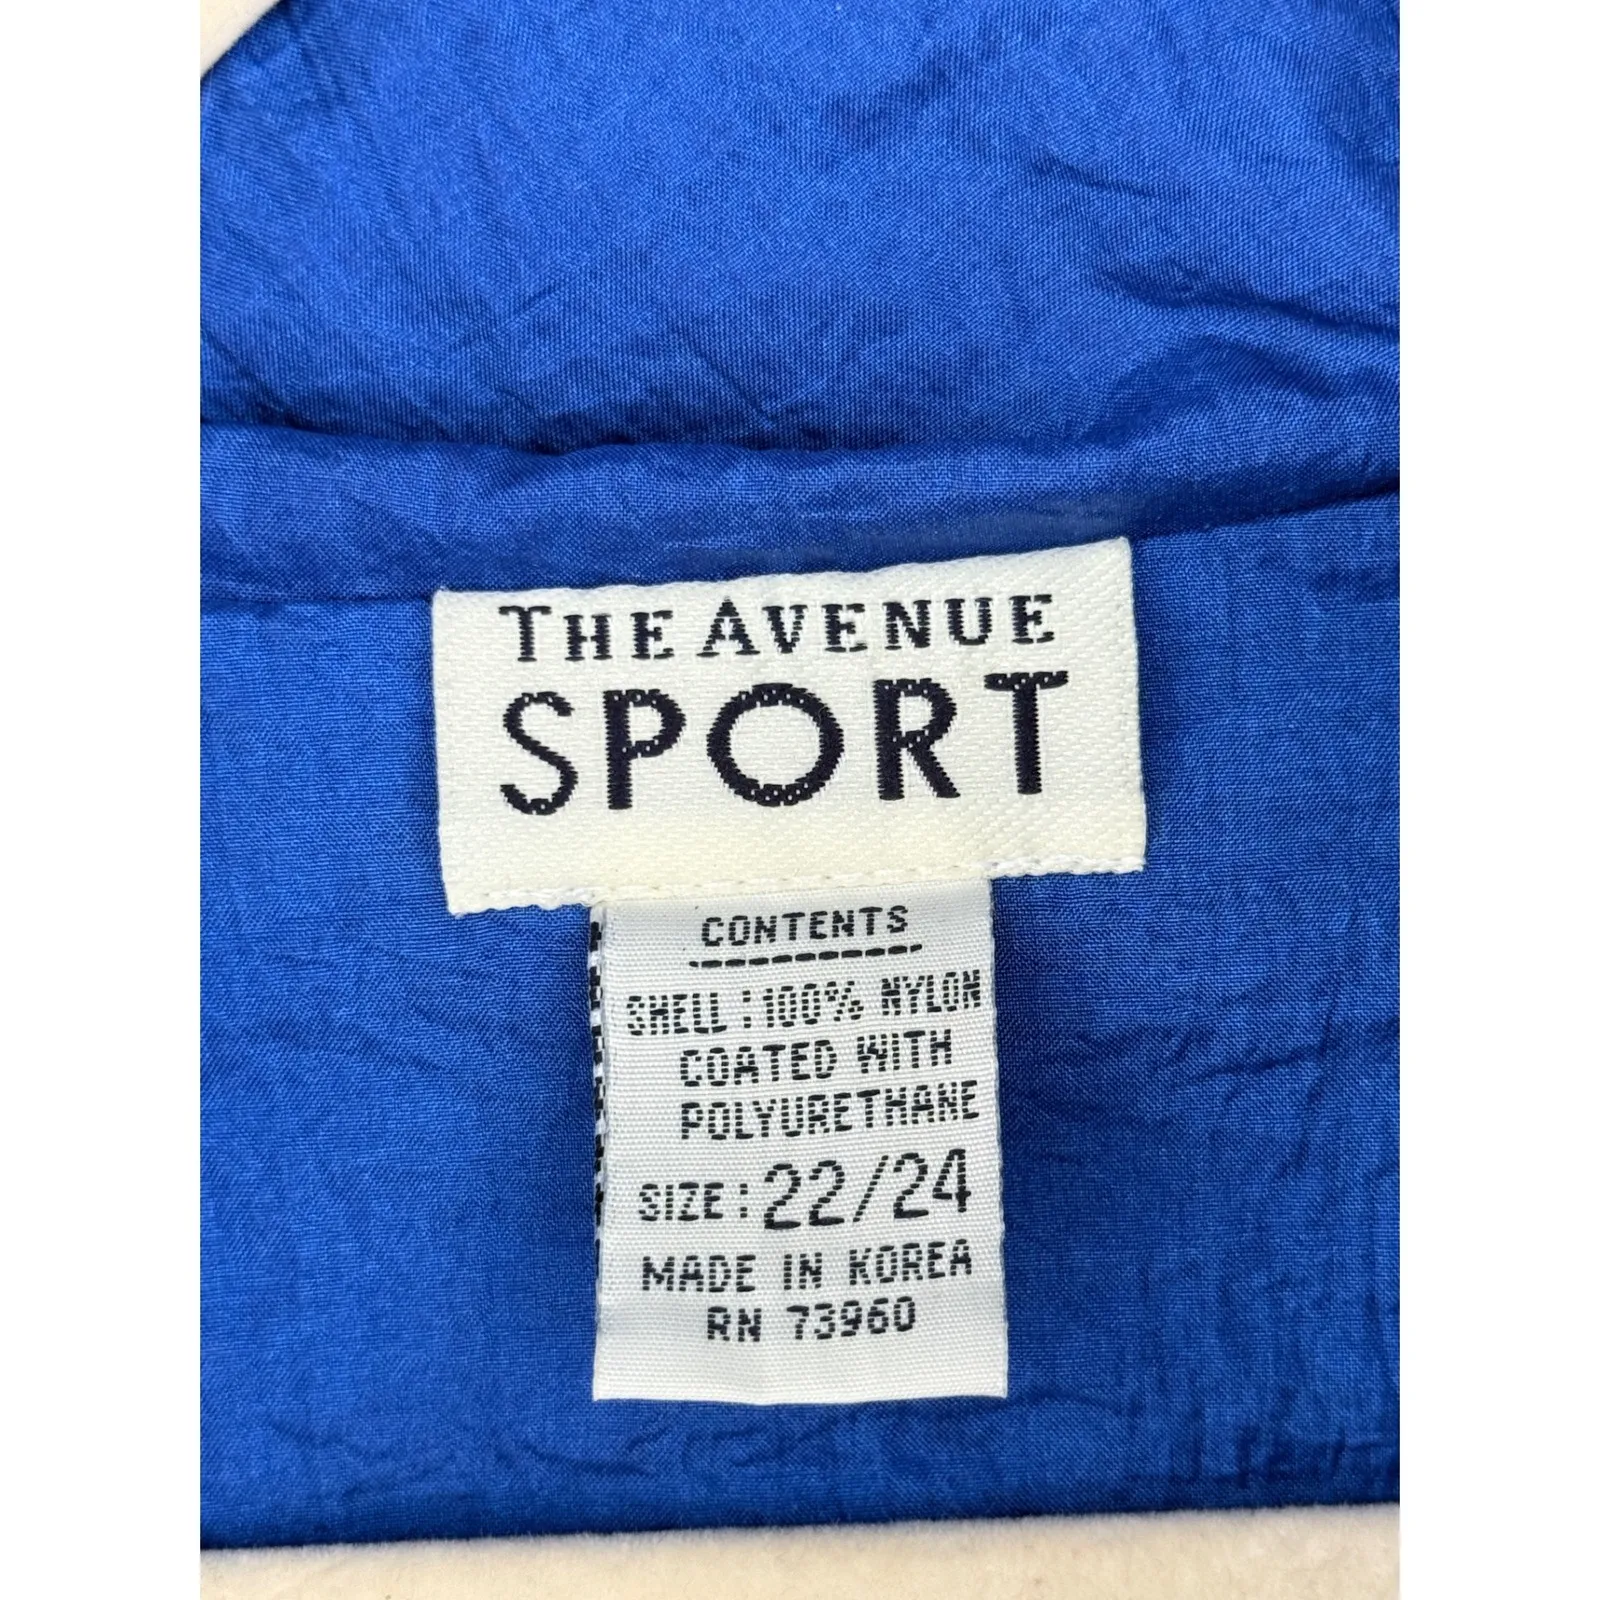 THE AVENUE
SPORT
CONTENTS
SHELL: 100% NYLON
COATED WITH
POLYURETHANE
SIZE: 22/24
MADE IN KOREA
RN 73960